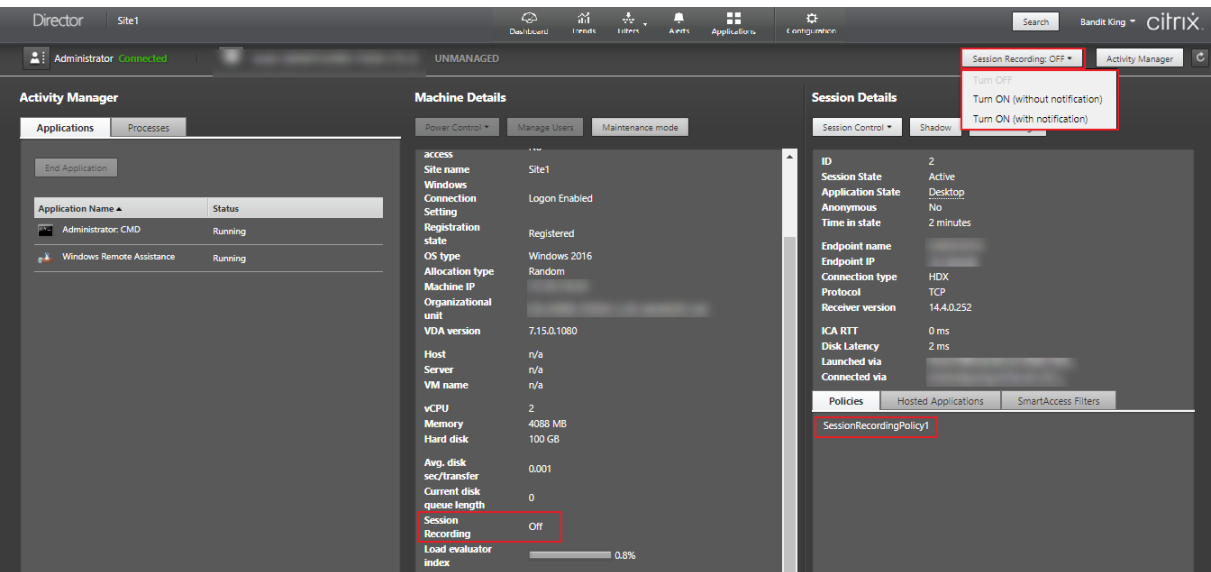 Director Site1 Dashboard Trends Filters Alerts Applications Configuration Search Bandit King CITRIX
Administrator Connected UNMANAGED Session Recording: OFF Activity Manager
Turn OFF
Turn ON (without notification)
Turn ON (with notification)
Activity Manager
Applications Processes
End Application
Application Name Status
Administrator: CMD Running
Windows Remote Assistance Running
Machine Details
Power Control Manage Users Maintenance mode
access No
Site name Site1
Windows
Connection Logon Enabled
Setting
Registration
state Registered
OS type Windows 2016
Allocation type Random
Machine IP
Organizational
unit
VDA version 7.15.0.1080
Host n/a
Server n/a
VM name n/a
vCPU 2
Memory 4088 MB
Hard disk 100 GB
Avg. disk
sec/transfer 0.001
Current disk
queue length 0
Session
Recording Off
Load evaluator
index 0.8%
Session Details
Session Control Shadow
ID 2
Session State Active
Application State Desktop
Anonymous No
Time in state 2 minutes
Endpoint name
Endpoint IP
Connection type HDX
Protocol TCP
Receiver version 14.4.0.252
ICA RTT 0 ms
Disk Latency 2 ms
Launched via
Connected via
Policies Hosted Applications SmartAccess Filters
SessionRecordingPolicy1